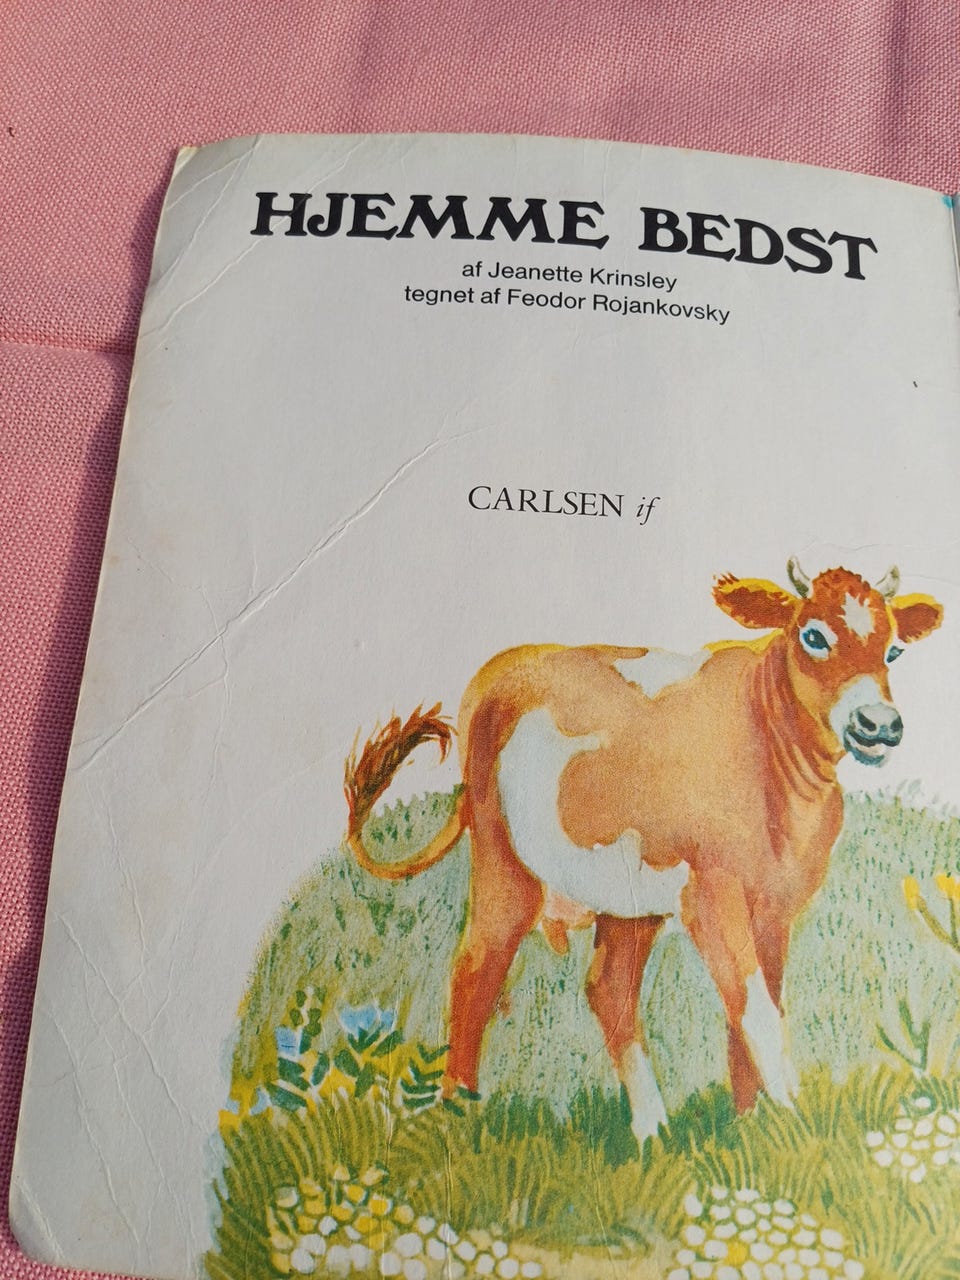 HJEMME BEDST
af Jeanette Krinsley
tegnet af Feodor Rojankovsky
CARLSEN if